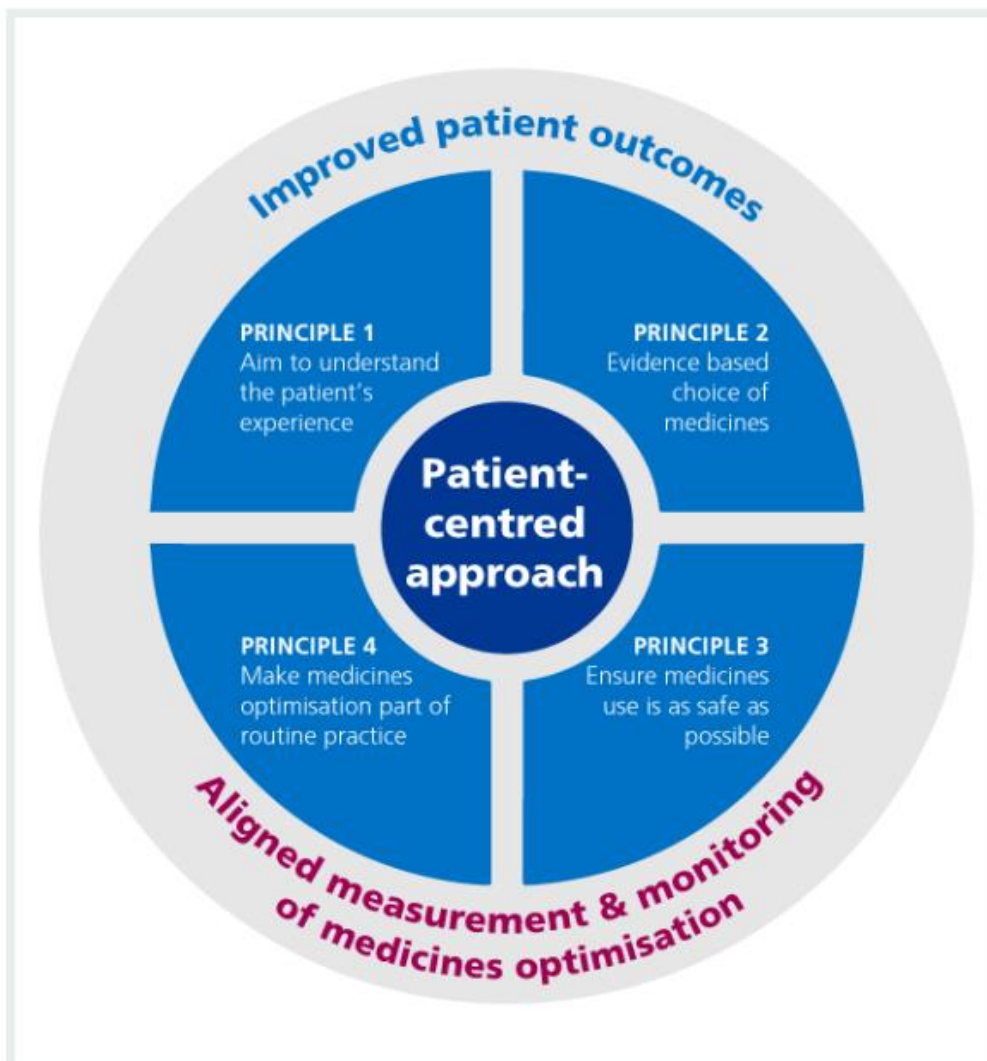 Improved patient outcomes
PRINCIPLE 1
Aim to understand
the patient's
experience
PRINCIPLE 2
Evidence based
choice of
medicines
Patient-
centred
approach
PRINCIPLE 4
Make medicines
optimisation part of
routine practice
PRINCIPLE 3
Ensure medicines
use is as safe as
possible
Aligned measurement & monitoring
of medicines optimisation